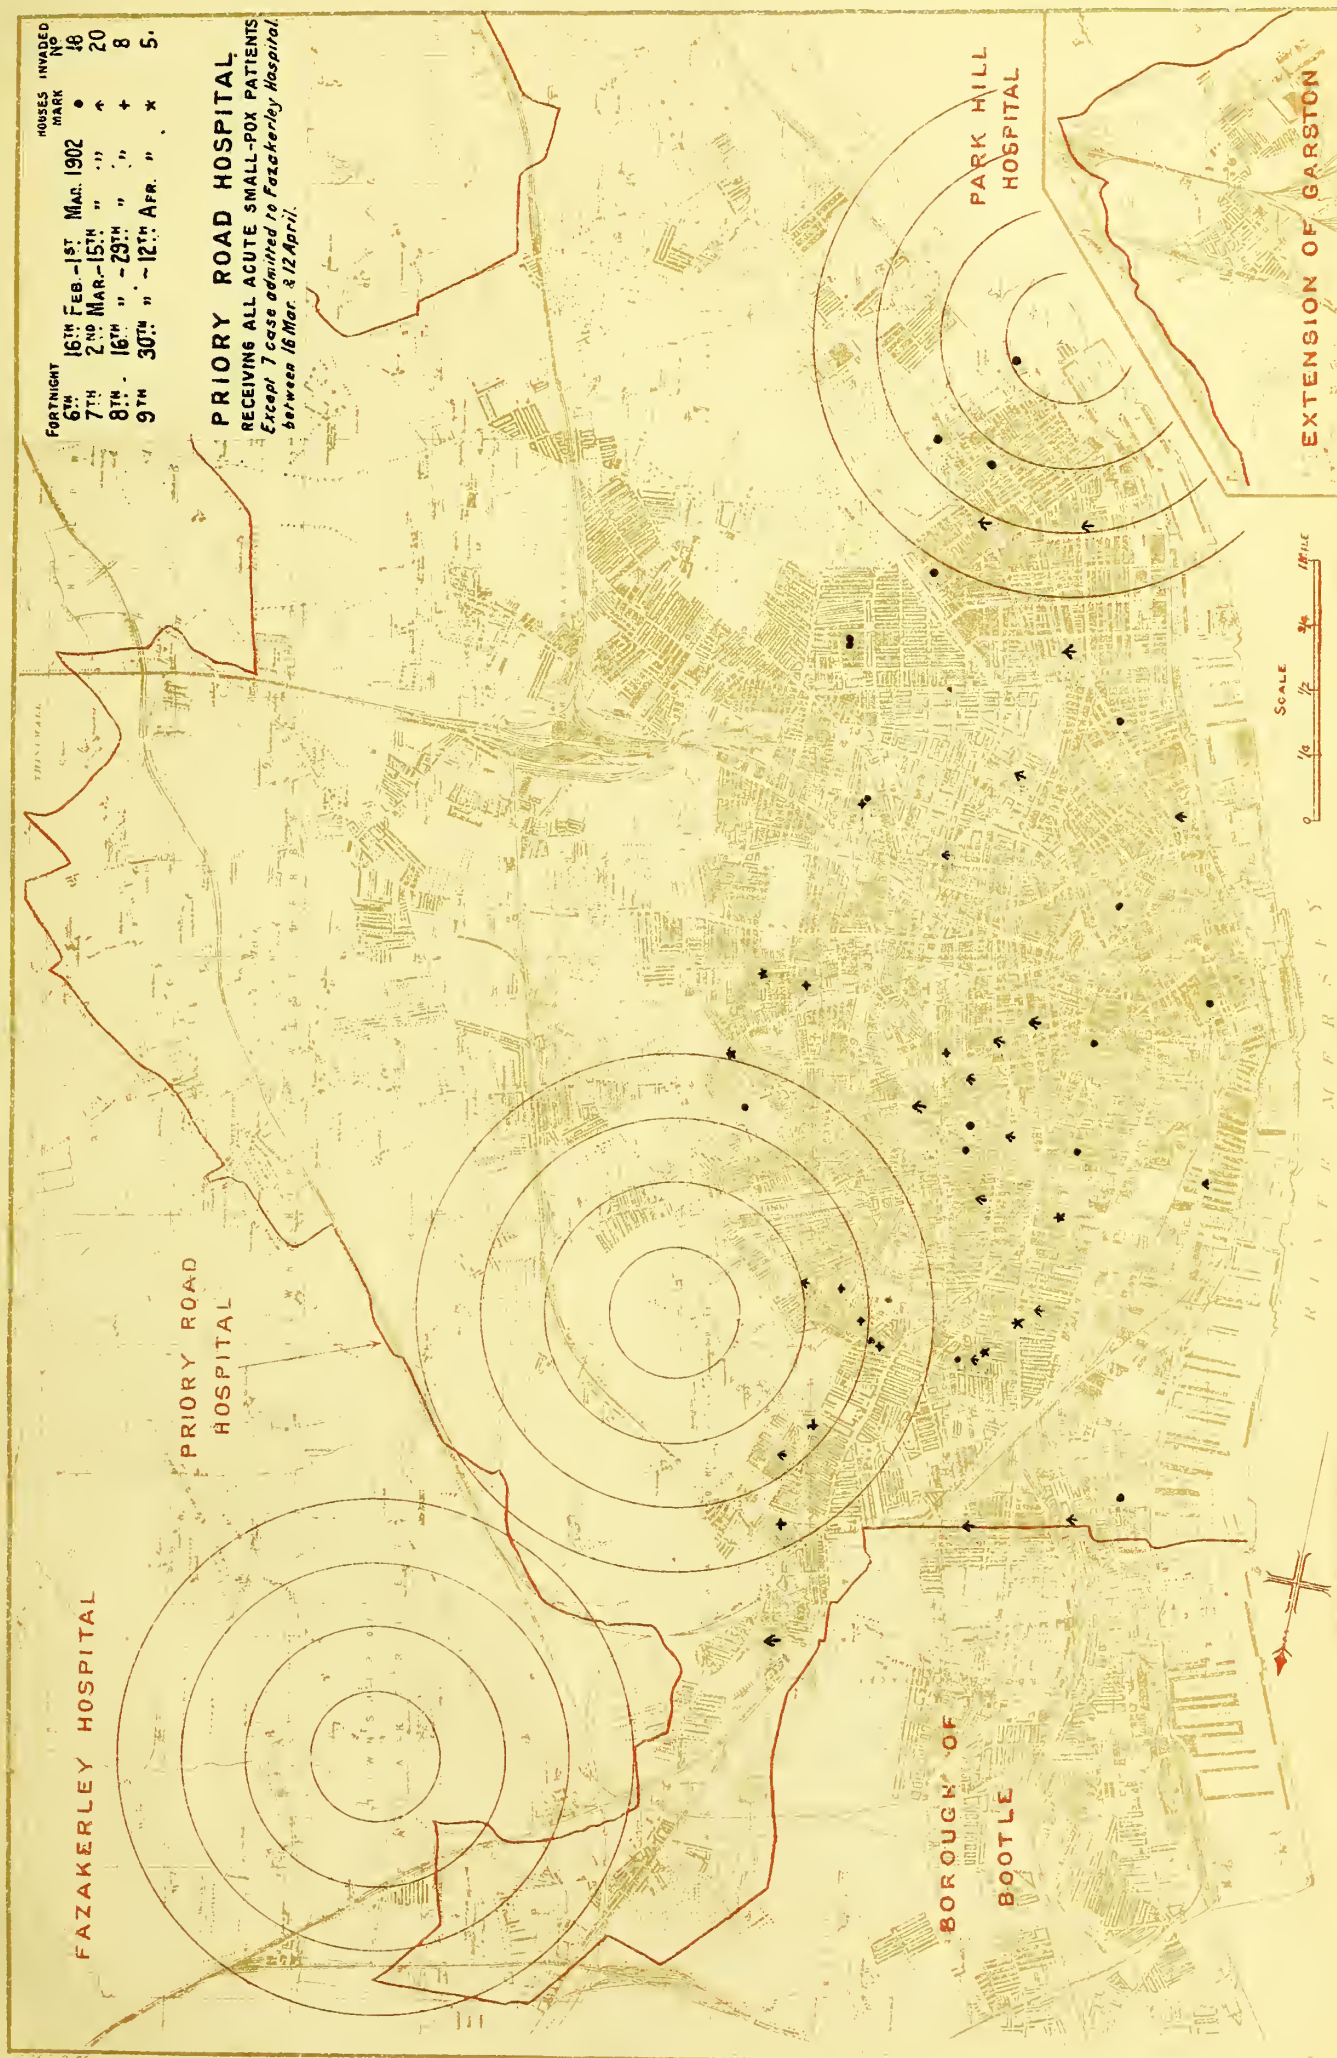 HOUSES INVADED
FORTNIGHT MARK No
6TH 16TH FEB.-1ST MAR. 1902 ● 18
7TH 2ND MAR.-15TH " " ↑ 20
8TH 16TH " -29TH " " + 8
9TH 30TH " -12TH APR. " * 5.
PRIORY ROAD HOSPITAL
RECEIVING ALL ACUTE SMALL-POX PATIENTS
Except 7 case admitted to Fazakerley Hospital
between 16 Mar. & 12 April.
FAZAKERLEY HOSPITAL
PRIORY ROAD
HOSPITAL
PARK HILL
HOSPITAL
EXTENSION OF GARSTON
BOROUGH OF
BOOTLE
RIVER MERSEY
SCALE
0 1/4 1/2 3/4 1 MILE